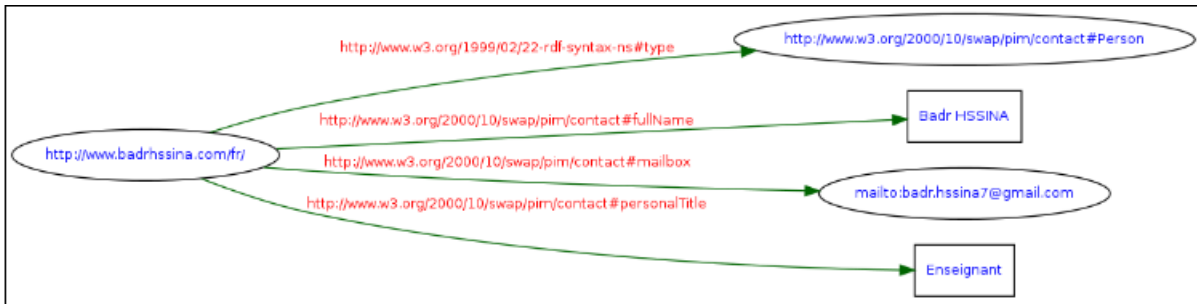 http://www.w3.org/1999/02/22-rdf-syntax-ns#type
http://www.w3.org/2000/10/swap/pim/contact#Person
http://www.w3.org/2000/10/swap/pim/contact#fullName
Badr HSSINA
http://www.badrhssina.com/fr/
http://www.w3.org/2000/10/swap/pim/contact#mailbox
mailto:badr.hssina7@gmail.com
http://www.w3.org/2000/10/swap/pim/contact#personalTitle
Enseignant